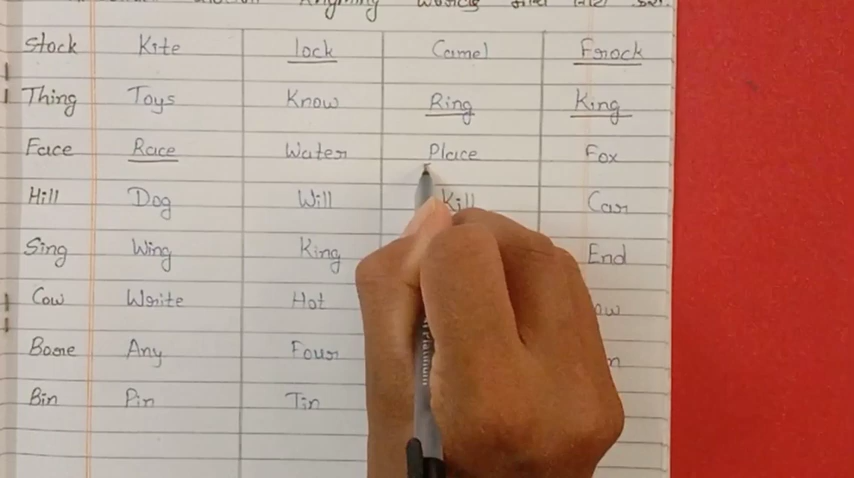 Stock Kite lock Camel Frock
Thing Toys Know Ring King
Face Race Water Place Fox
Hill Dog Will Kill Car
Sing Wing King End
Cow Write Hot
Bore Any Four
Bin Pin Tin